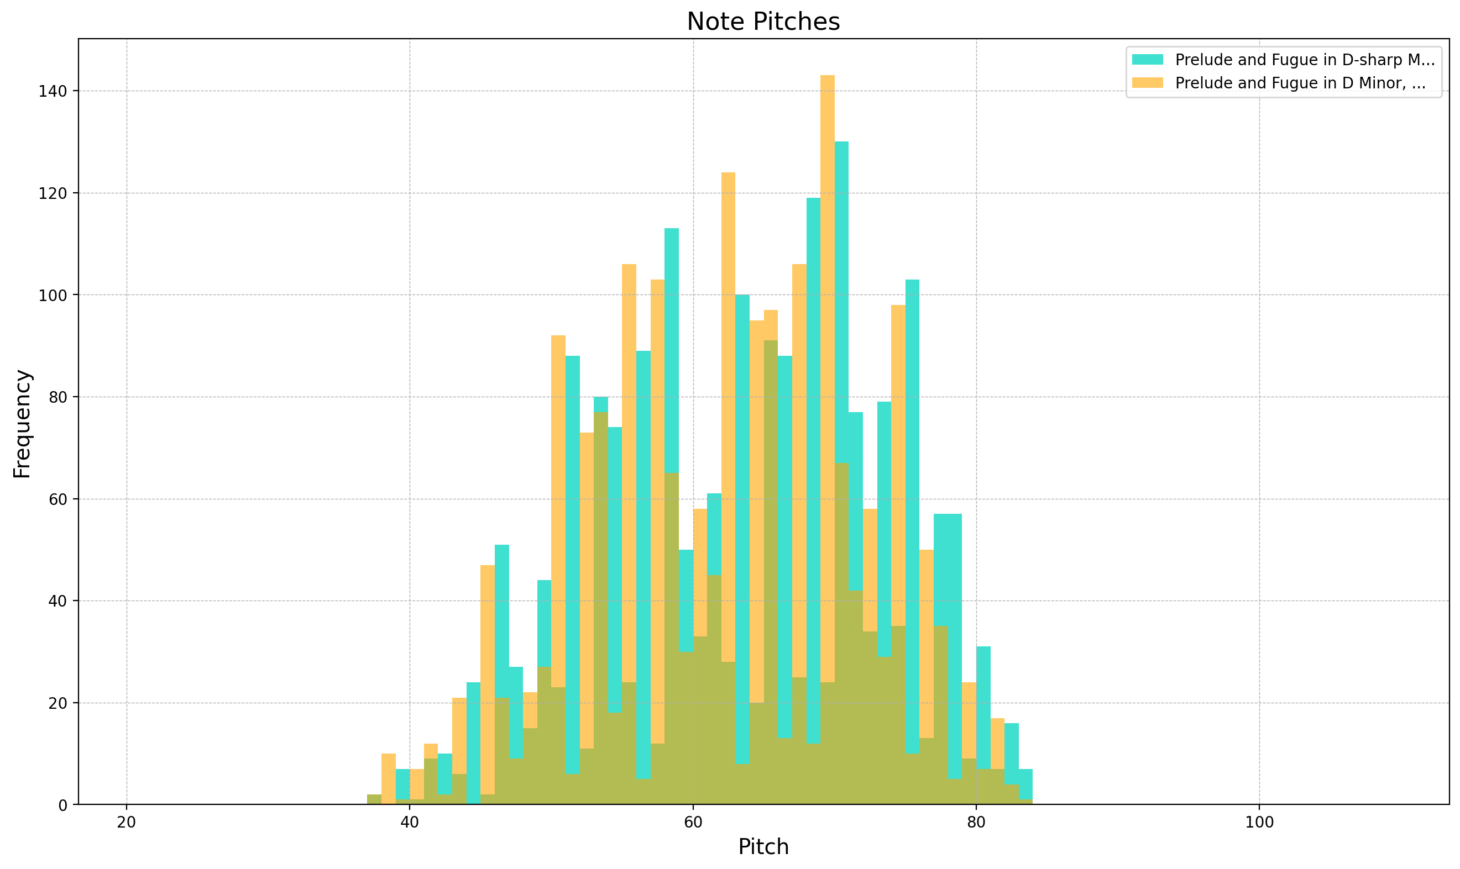 Note Pitches
Prelude and Fugue in D-sharp M...
Prelude and Fugue in D Minor, ...
140
120
100
80
60
40
20
0
Frequency
20 40 60 80 100
Pitch